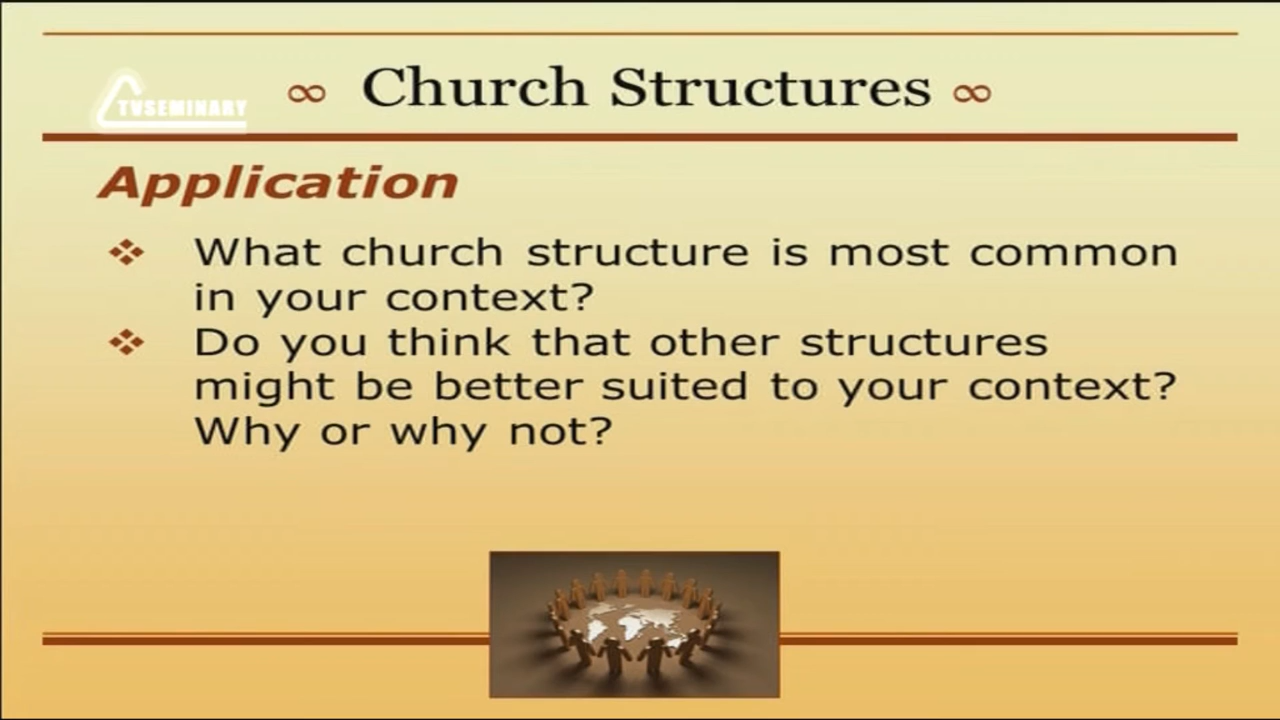 TVSEMINARY
∞ Church Structures ∞
Application
❖ What church structure is most common
in your context?
❖ Do you think that other structures
might be better suited to your context?
Why or why not?